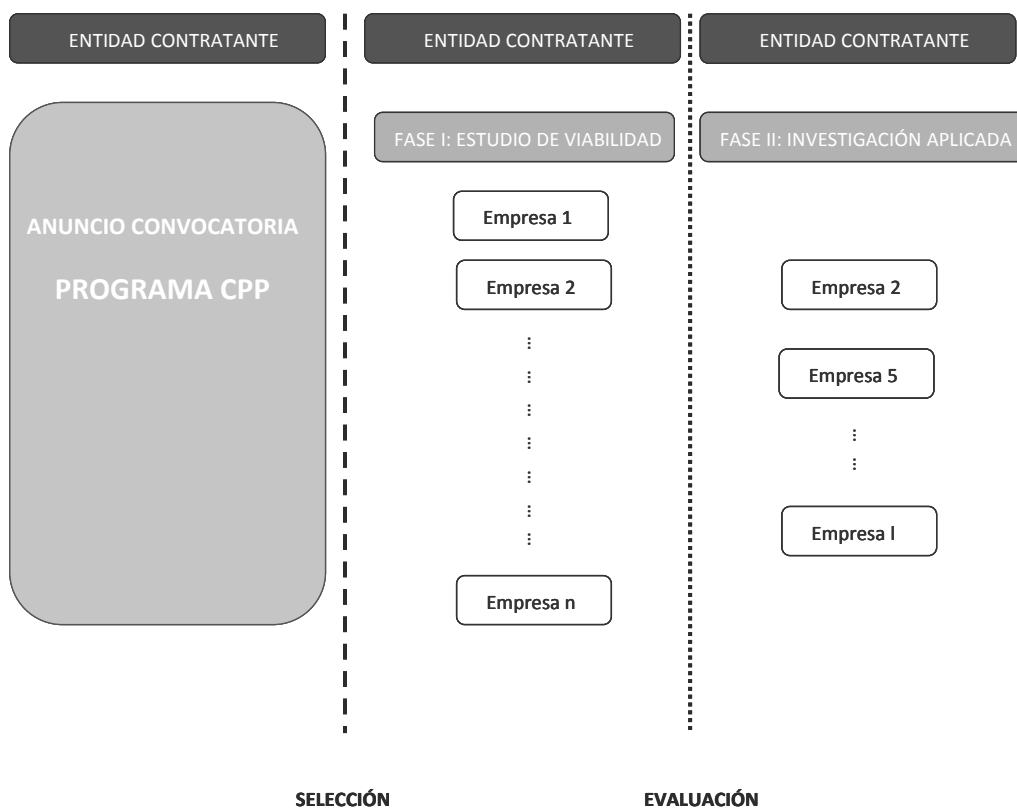 ENTIDAD CONTRATANTE
ENTIDAD CONTRATANTE
ENTIDAD CONTRATANTE
ANUNCIO CONVOCATORIA
PROGRAMA CPP
FASE I: ESTUDIO DE VIABILIDAD
Empresa 1
Empresa 2
Empresa n
FASE II: INVESTIGACIÓN APLICADA
Empresa 2
Empresa 5
Empresa l
SELECCIÓN
EVALUACIÓN